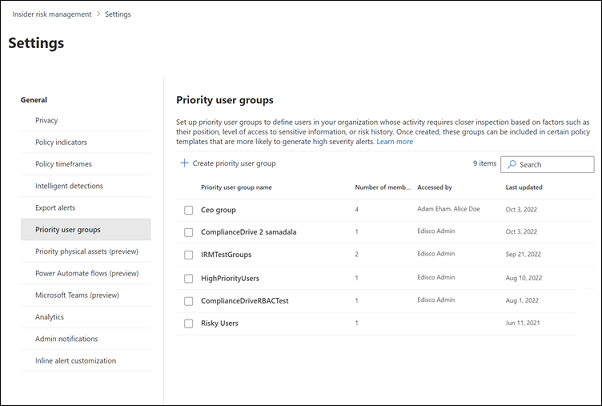 Insider risk management > Settings
Settings
General
Privacy
Policy indicators
Policy timeframes
Intelligent detections
Export alerts
Priority user groups
Priority physical assets (preview)
Power Automate flows (preview)
Microsoft Teams (preview)
Analytics
Admin notifications
Inline alert customization
Priority user groups
Set up priority user groups to define users in your organization whose activity requires closer inspection based on factors such as
their position, level of access to sensitive information, or risk history. Once created, these groups can be included in certain policy
templates that are more likely to generate high severity alerts. Learn more
+ Create priority user group 9 items Search
Priority user group name Number of memb... Accessed by Last updated
Ceo group 4 Adam Eham, Alice Doe Oct 3, 2022
ComplianceDrive 2 samadala 1 Edisco Admin Oct 3, 2022
IRMTestGroups 2 Edisco Admin Sep 21, 2022
HighPriorityUsers 1 Edisco Admin Aug 10, 2022
ComplianceDriveRBACTest 1 Edisco Admin Aug 1, 2022
Risky Users 1 Jun 11, 2021